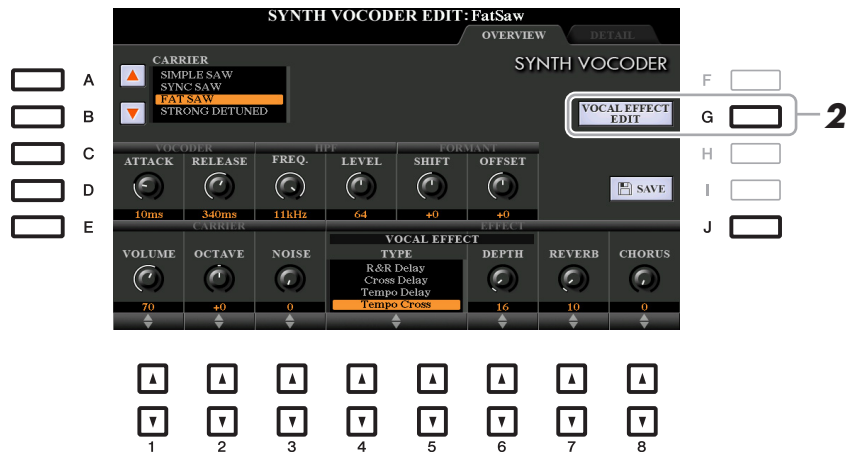 SYNTH VOCODER EDIT: FatSaw
OVERVIEW
DETAIL
CARRIER
SYNTH VOCODER
SIMPLE SAW
SYNC SAW
FAT SAW
STRONG DETUNED
VOCAL EFFECT
EDIT
A
B
C
D
E
F
G
H
I
J
2
VOCODER
HPF
FORMANT
ATTACK
RELEASE
FREQ.
LEVEL
SHIFT
OFFSET
SAVE
10ms
340ms
11kHz
64
+0
+0
CARRIER
EFFECT
VOCAL EFFECT
VOLUME
OCTAVE
NOISE
TYPE
DEPTH
REVERB
CHORUS
R&R Delay
Cross Delay
Tempo Delay
Tempo Cross
70
+0
0
16
10
0
1
2
3
4
5
6
7
8